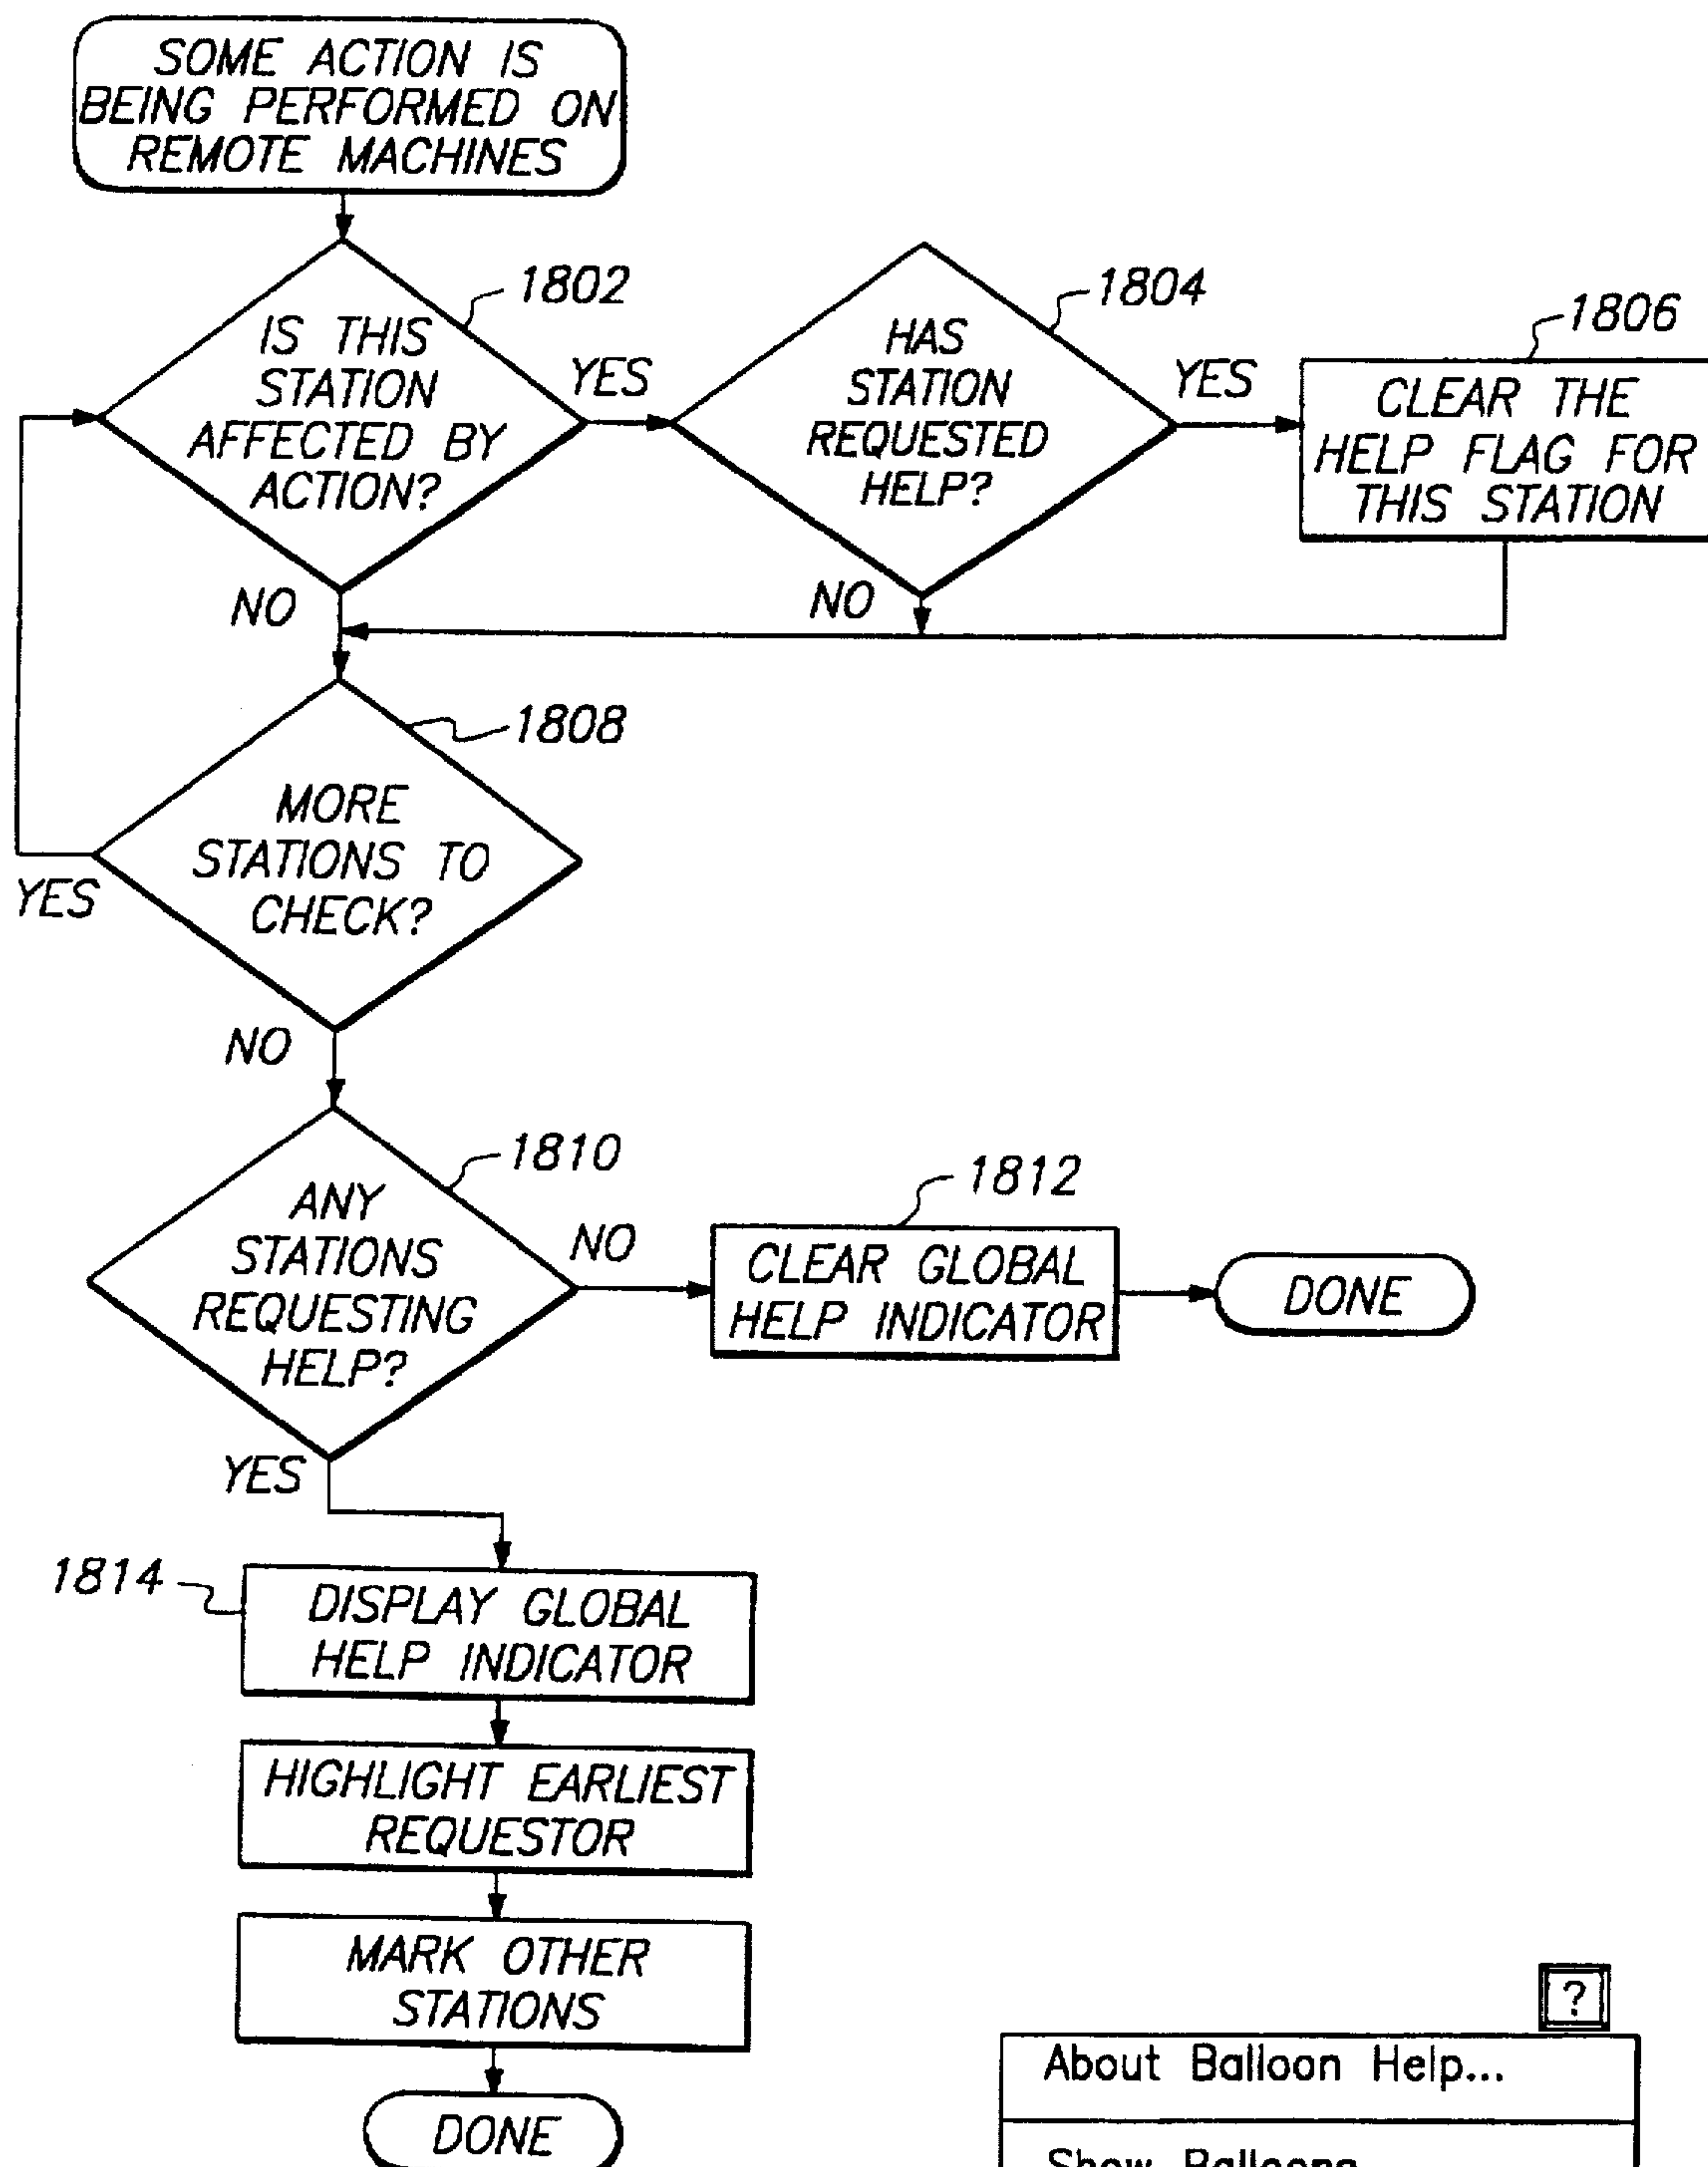 SOME ACTION IS
BEING PERFORMED ON
REMOTE MACHINES
1802
IS THIS
STATION
AFFECTED BY
ACTION?
YES
NO
1804
HAS
STATION
REQUESTED
HELP?
YES
NO
1806
CLEAR THE
HELP FLAG FOR
THIS STATION
1808
MORE
STATIONS TO
CHECK?
YES
NO
1810
ANY
STATIONS
REQUESTING
HELP?
NO
YES
1812
CLEAR GLOBAL
HELP INDICATOR
DONE
1814
DISPLAY GLOBAL
HELP INDICATOR
HIGHLIGHT EARLIEST
REQUESTOR
MARK OTHER
STATIONS
DONE
?
About Balloon Help...
Show Balloons